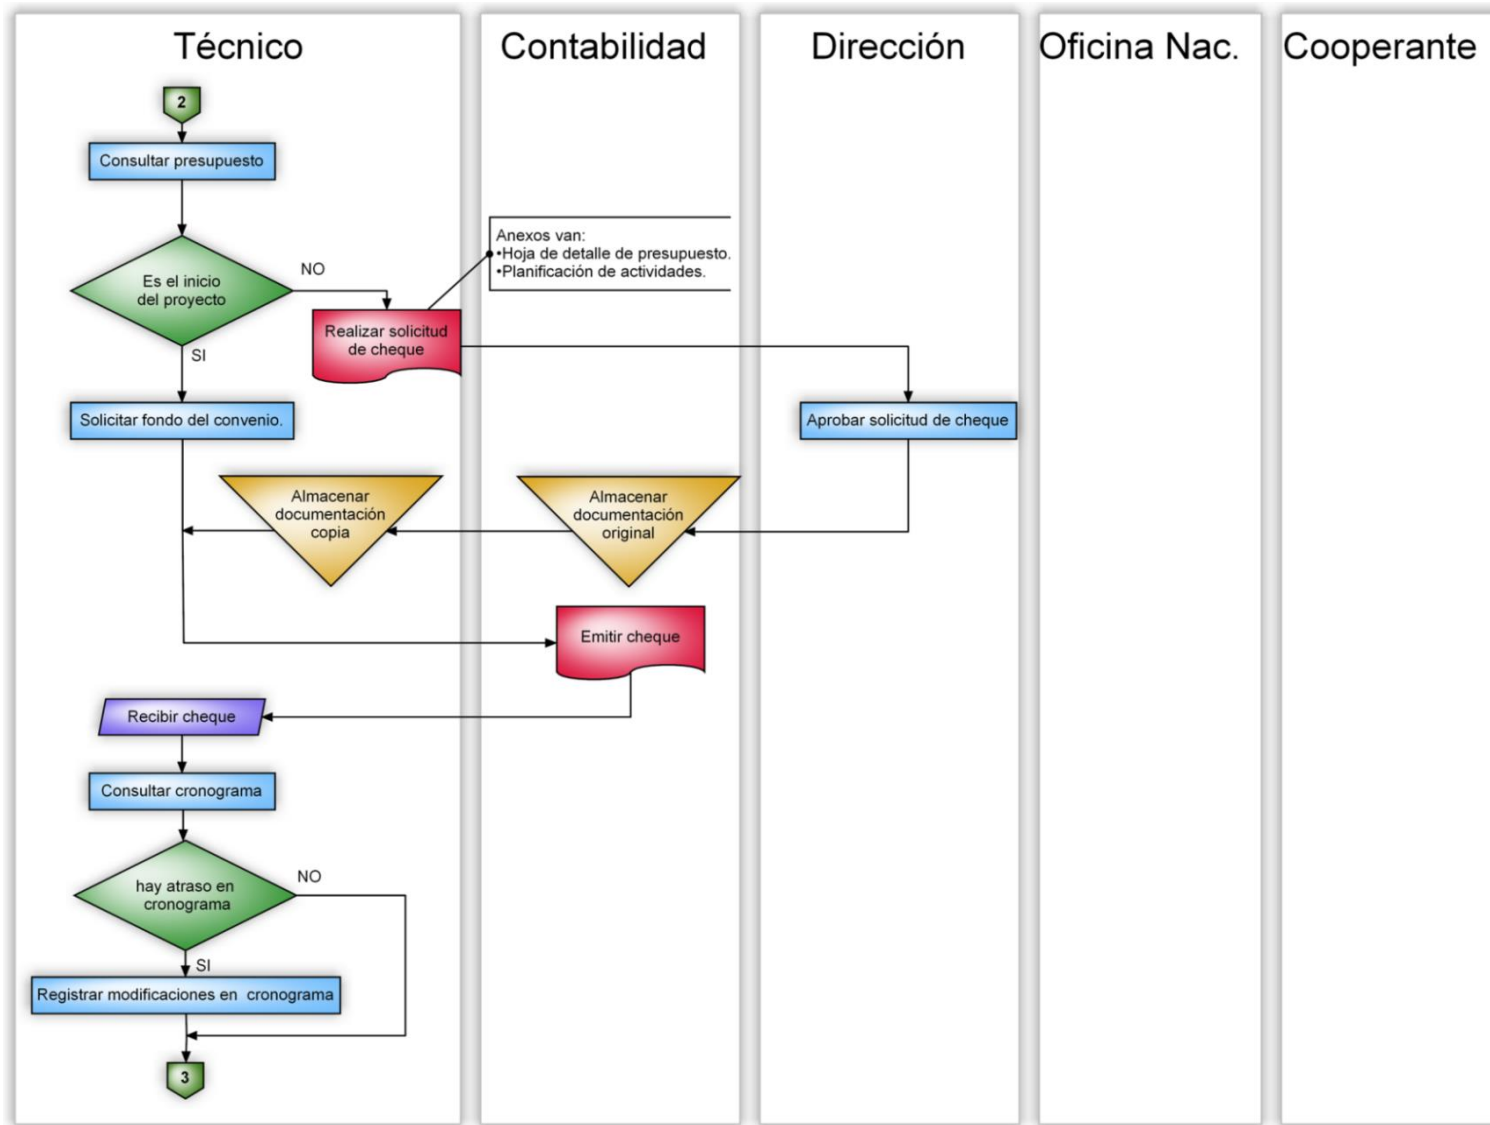 Técnico
Contabilidad
Dirección
Oficina Nac.
Cooperante
2
Consultar presupuesto
Es el inicio
del proyecto
NO
Anexos van:
•Hoja de detalle de presupuesto.
•Planificación de actividades.
Realizar solicitud
de cheque
SI
Solicitar fondo del convenio.
Aprobar solicitud de cheque
Almacenar
documentación
copia
Almacenar
documentación
original
Emitir cheque
Recibir cheque
Consultar cronograma
hay atraso en
cronograma
NO
SI
Registrar modificaciones en cronograma
3